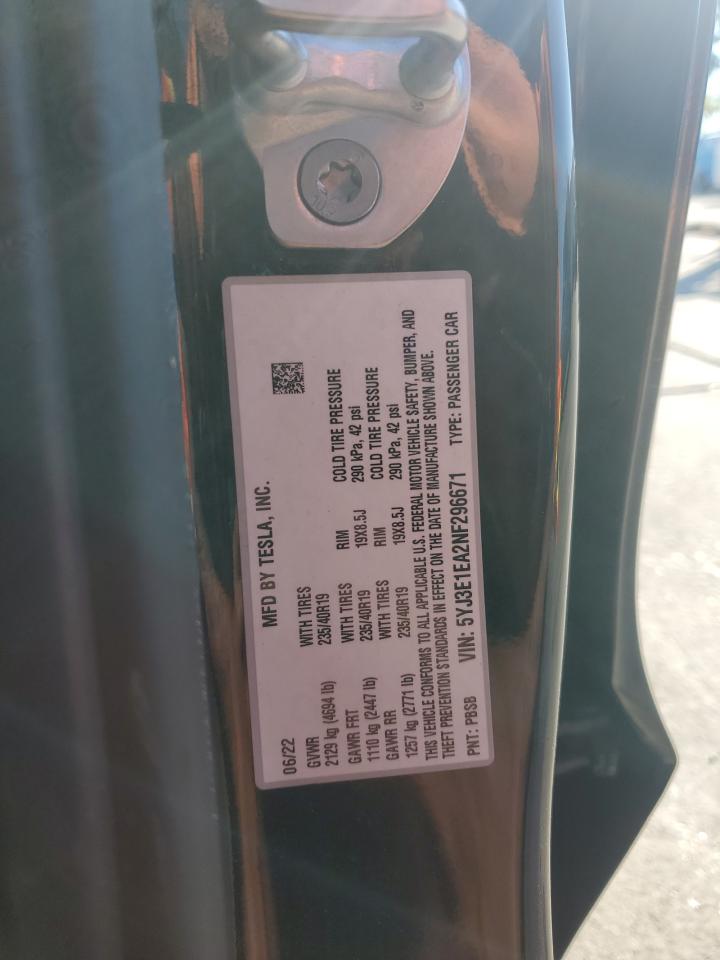 MFD BY TESLA, INC.
06/22
GVWR WITH TIRES RIM COLD TIRE PRESSURE
2129 kg (4694 lb) 235/40R19 19X8.5J 290 kPa, 42 psi
GAWR FRT WITH TIRES RIM COLD TIRE PRESSURE
1110 kg (2447 lb) 235/40R19 19X8.5J 290 kPa, 42 psi
GAWR RR
1257 kg (2771 lb) 235/40R19
THIS VEHICLE CONFORMS TO ALL APPLICABLE U.S. FEDERAL MOTOR VEHICLE SAFETY, BUMPER, AND
THEFT PREVENTION STANDARDS IN EFFECT ON THE DATE OF MANUFACTURE SHOWN ABOVE.
PNT: PBSB VIN: 5YJ3E1EA2NF296671 TYPE: PASSENGER CAR